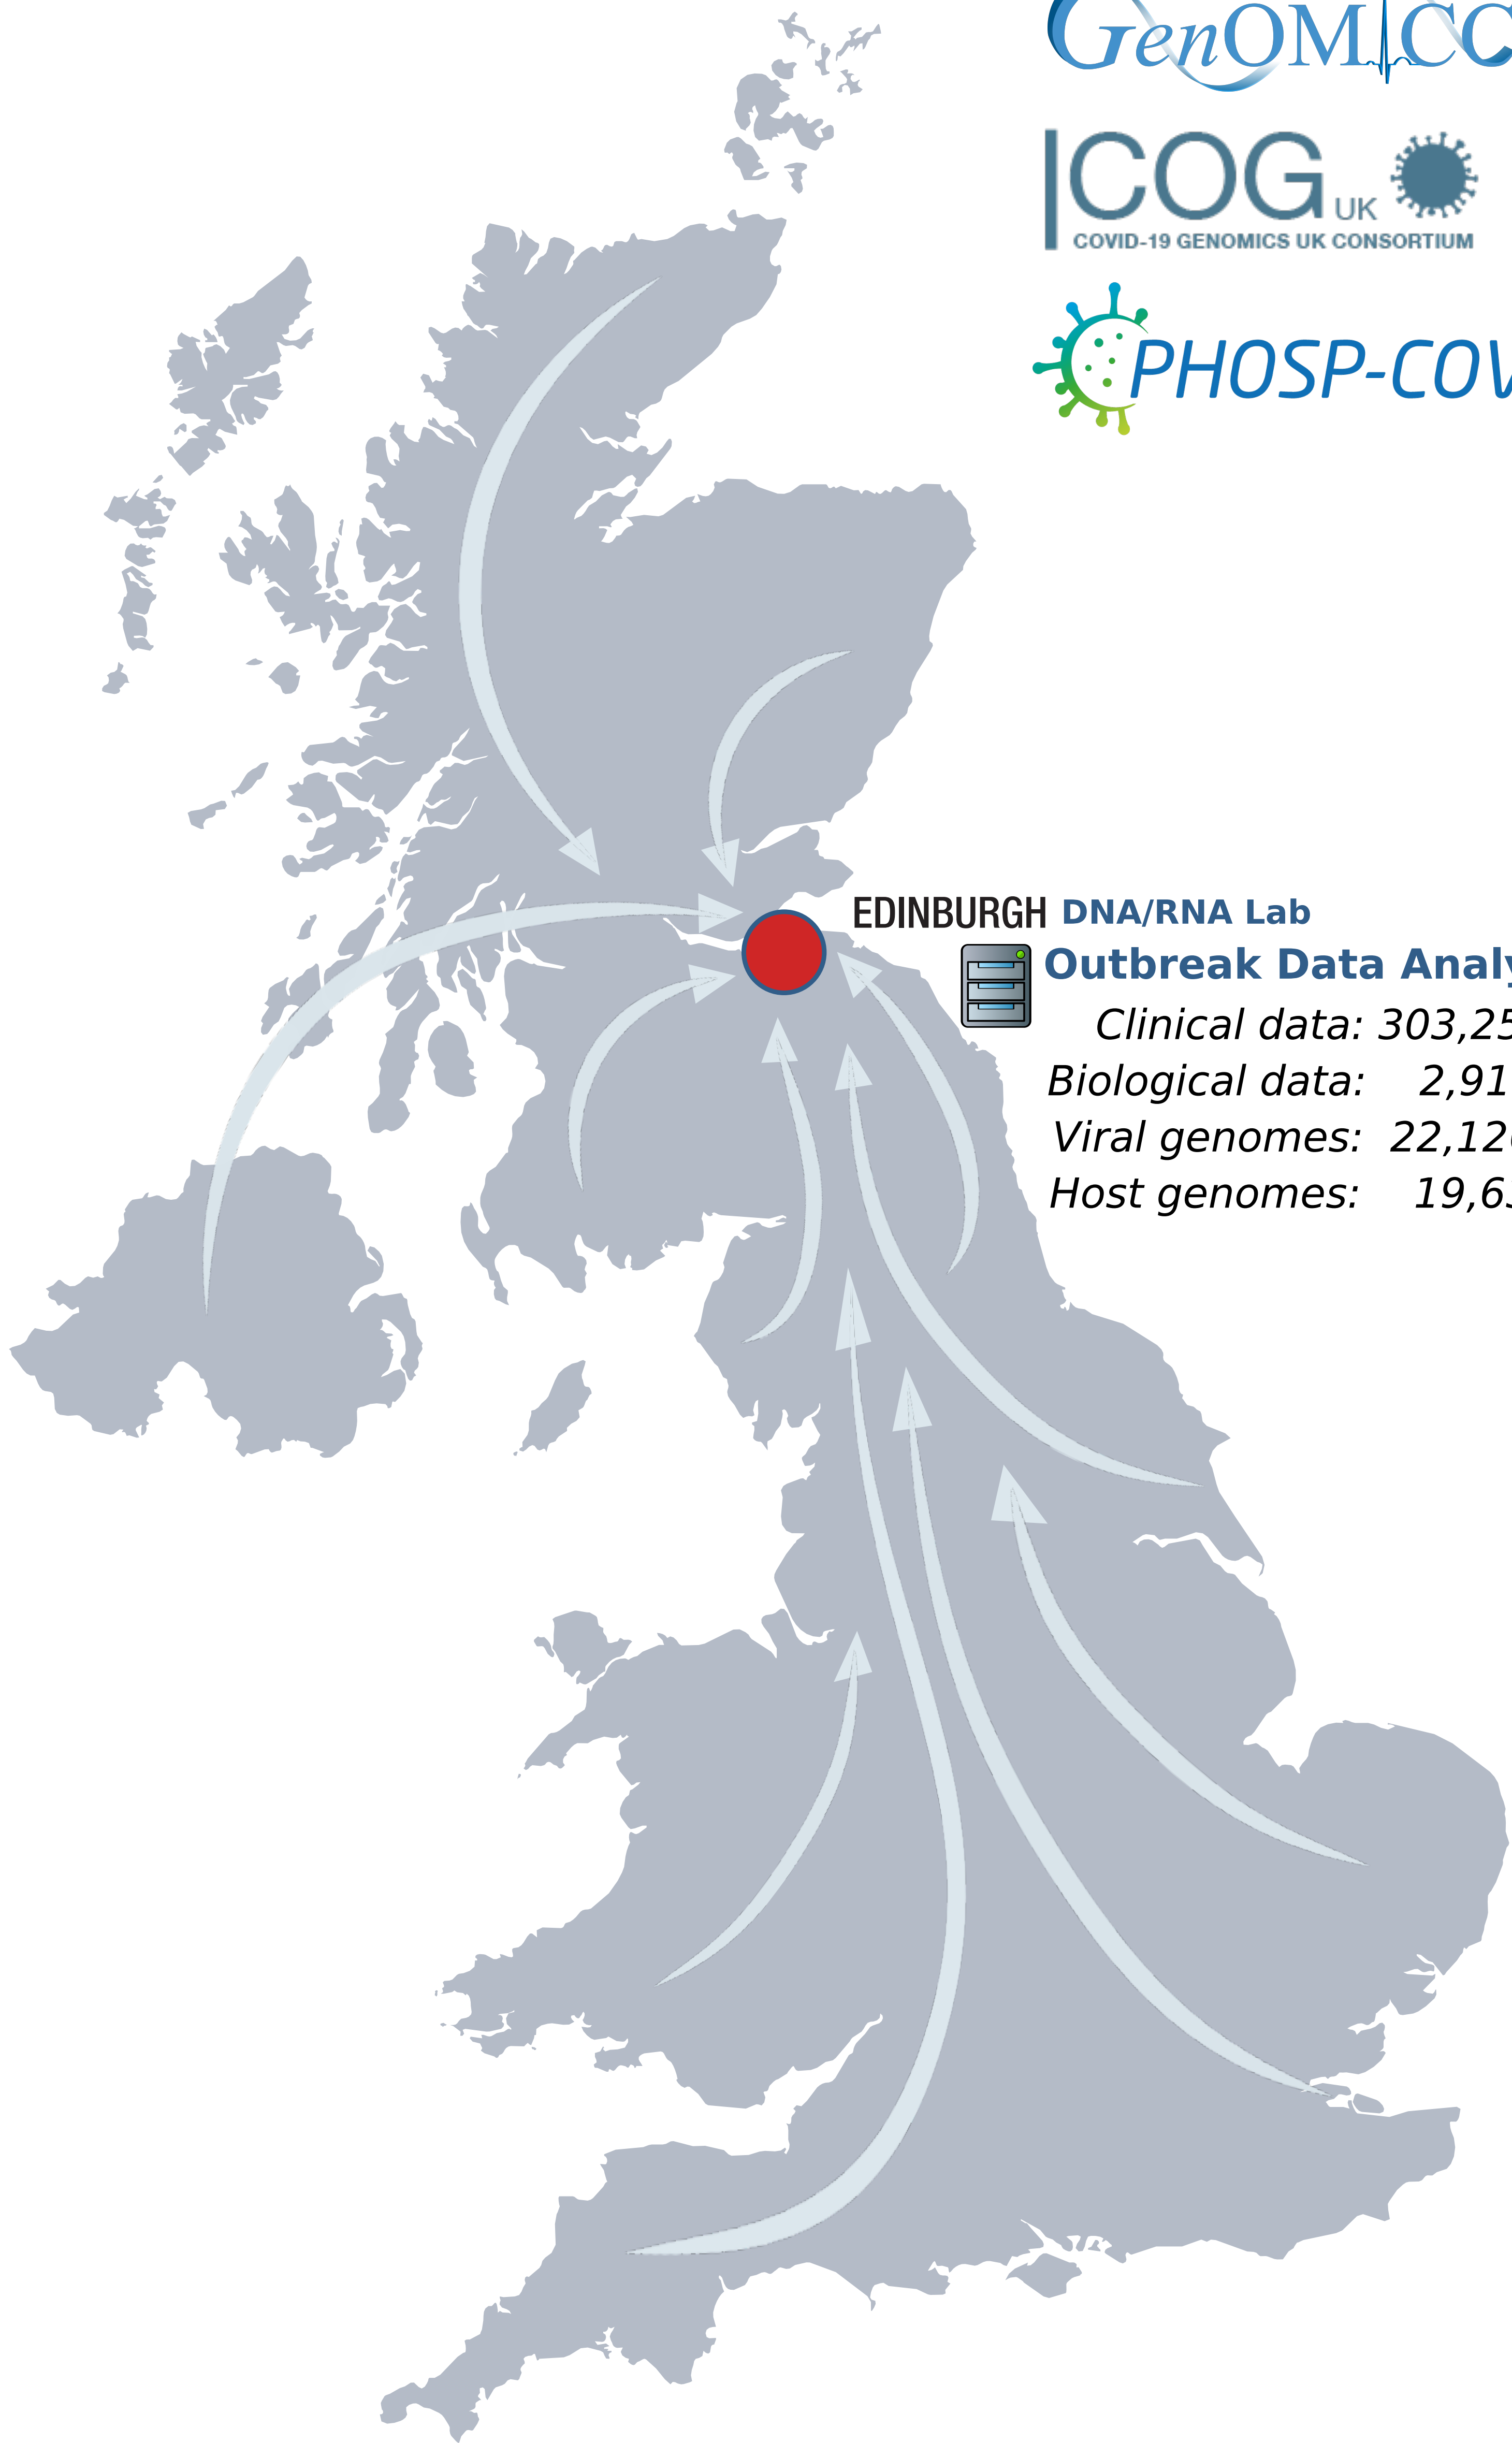 GenOMICC
COG UK
COVID-19 GENOMICS UK CONSORTIUM
PHOSP-COV
EDINBURGH DNA/RNA Lab
Outbreak Data Analy
Clinical data: 303,25
Biological data: 2,91
Viral genomes: 22,12
Host genomes: 19,6